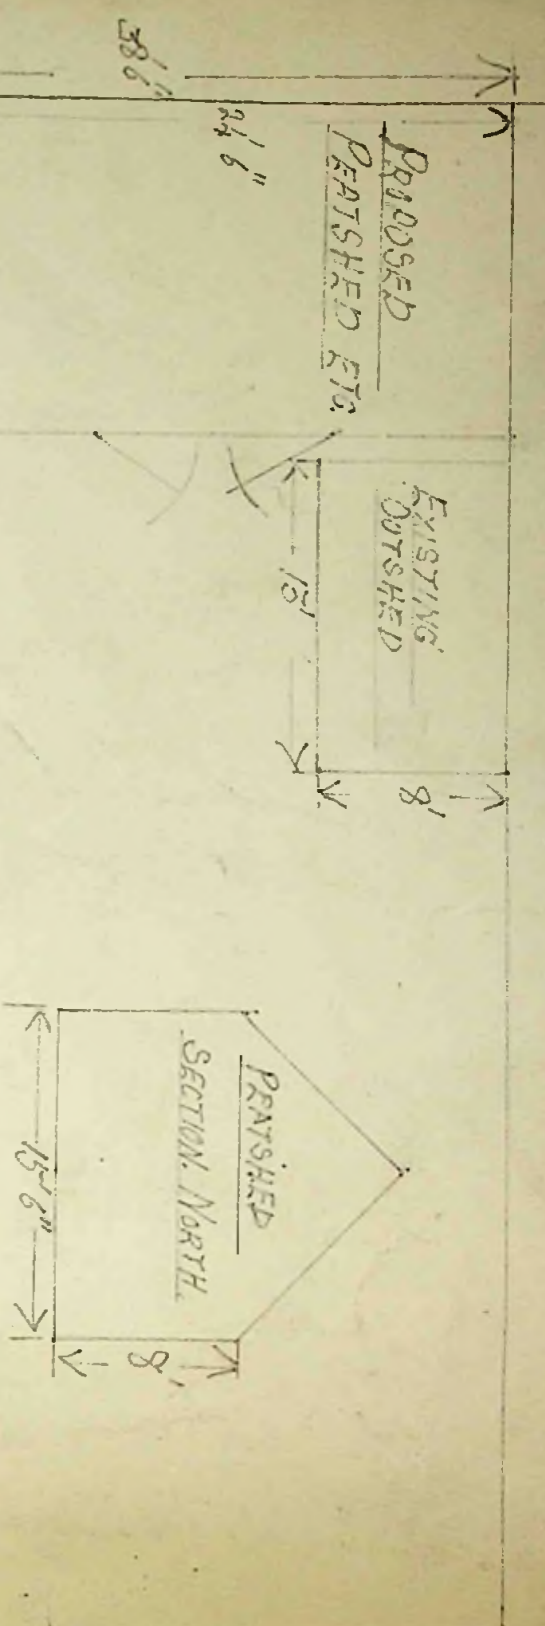 38'6"
24'6"
PROPOSED
PEATSHED ETC.
EXISTING
OUTSHED
15'
8'
PEATSHED
SECTION. NORTH.
15'6"
8'